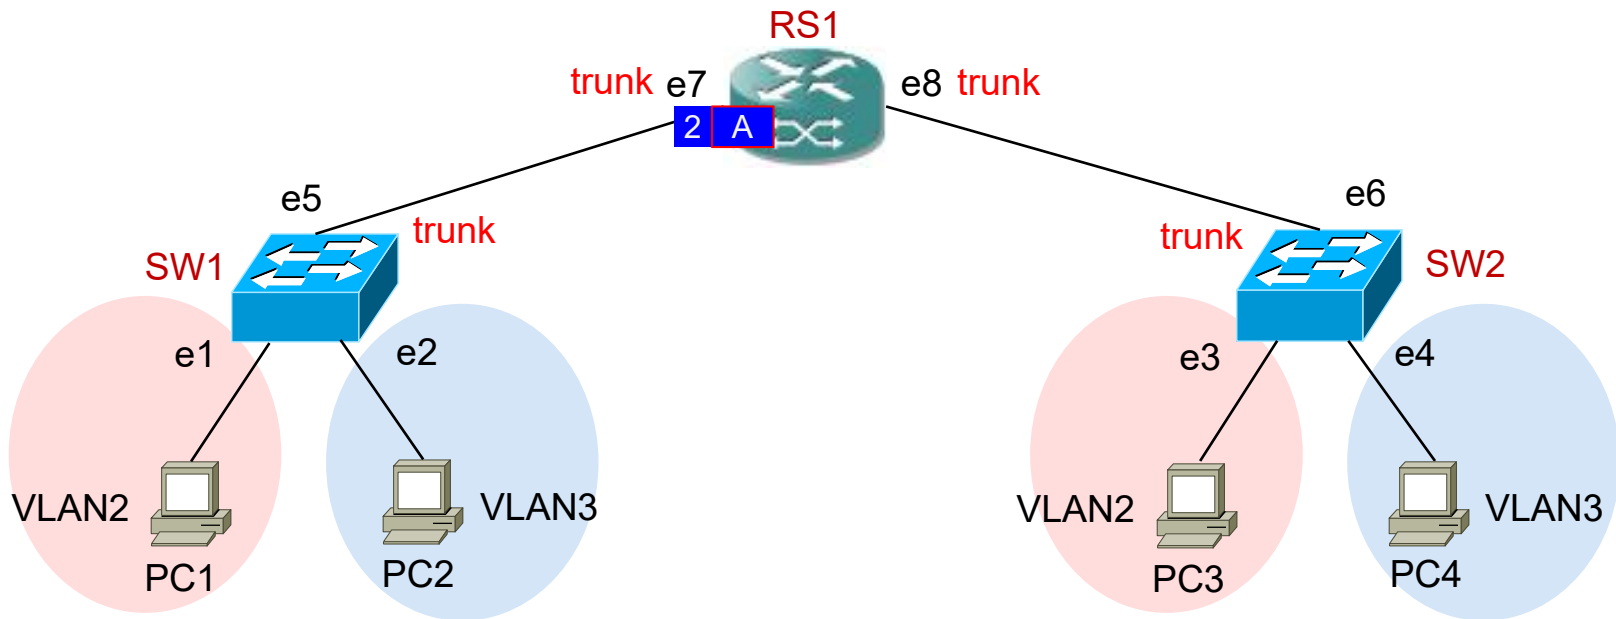 RS1
trunk e7
e8 trunk
2 A
e5
trunk
SW1
e6
trunk
SW2
e1
e2
e3
e4
VLAN2
PC1
VLAN3
PC2
VLAN2
PC3
VLAN3
PC4